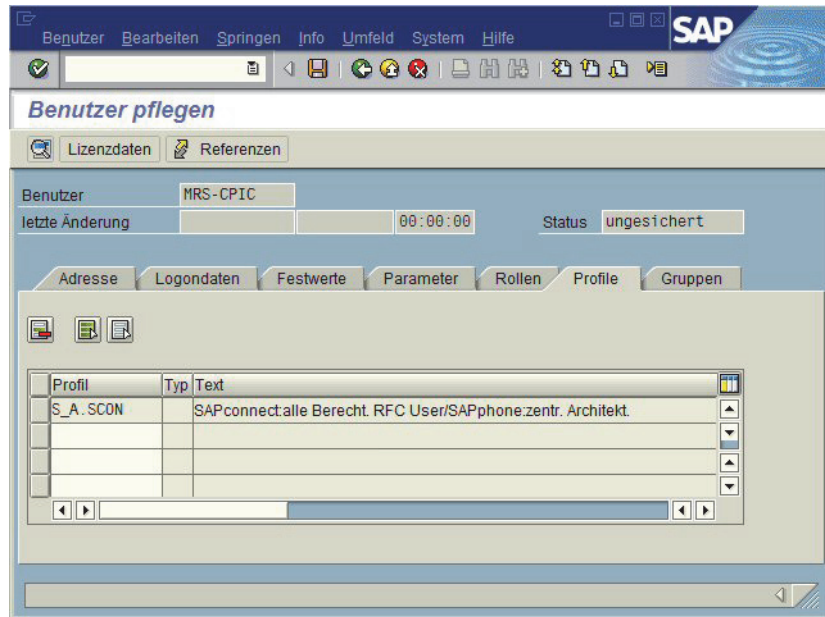 Benutzer Bearbeiten Springen Info Umfeld System Hilfe
SAP
Benutzer pflegen
Lizenzdaten Referenzen
Benutzer MRS-CPIC
letzte Änderung 00:00:00 Status ungesichert
Adresse Logondaten Festwerte Parameter Rollen Profile Gruppen
Profil Typ Text
S_A.SCON SAPconnect:alle Berecht. RFC User/SAPphone:zentr. Architekt.